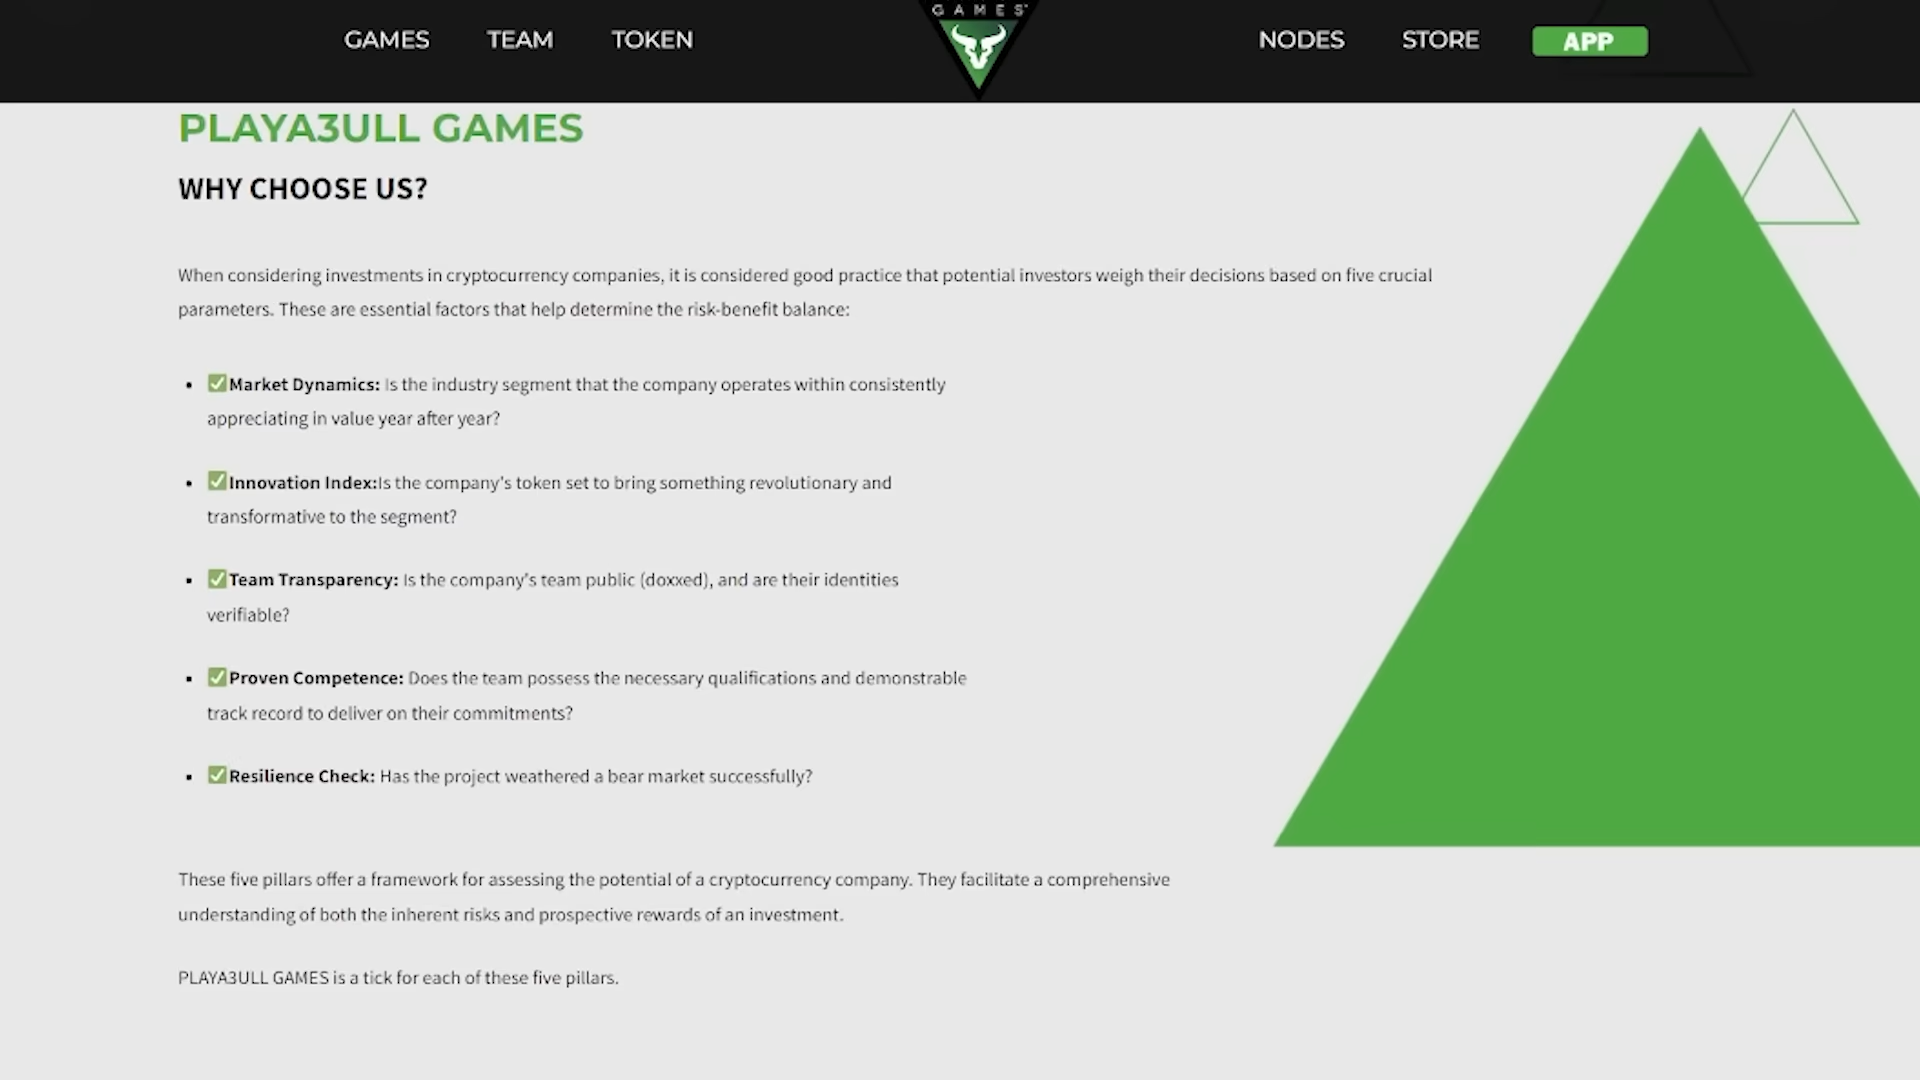 GAMES TEAM TOKEN GAMES NODES STORE APP
PLAYA3ULL GAMES
WHY CHOOSE US?
When considering investments in cryptocurrency companies, it is considered good practice that potential investors weigh their decisions based on five crucial
parameters. These are essential factors that help determine the risk-benefit balance:
• ✅Market Dynamics: Is the industry segment that the company operates within consistently
appreciating in value year after year?
• ✅Innovation Index:Is the company's token set to bring something revolutionary and
transformative to the segment?
• ✅Team Transparency: Is the company's team public (doxxed), and are their identities
verifiable?
• ✅Proven Competence: Does the team possess the necessary qualifications and demonstrable
track record to deliver on their commitments?
• ✅Resilience Check: Has the project weathered a bear market successfully?
These five pillars offer a framework for assessing the potential of a cryptocurrency company. They facilitate a comprehensive
understanding of both the inherent risks and prospective rewards of an investment.
PLAYA3ULL GAMES is a tick for each of these five pillars.